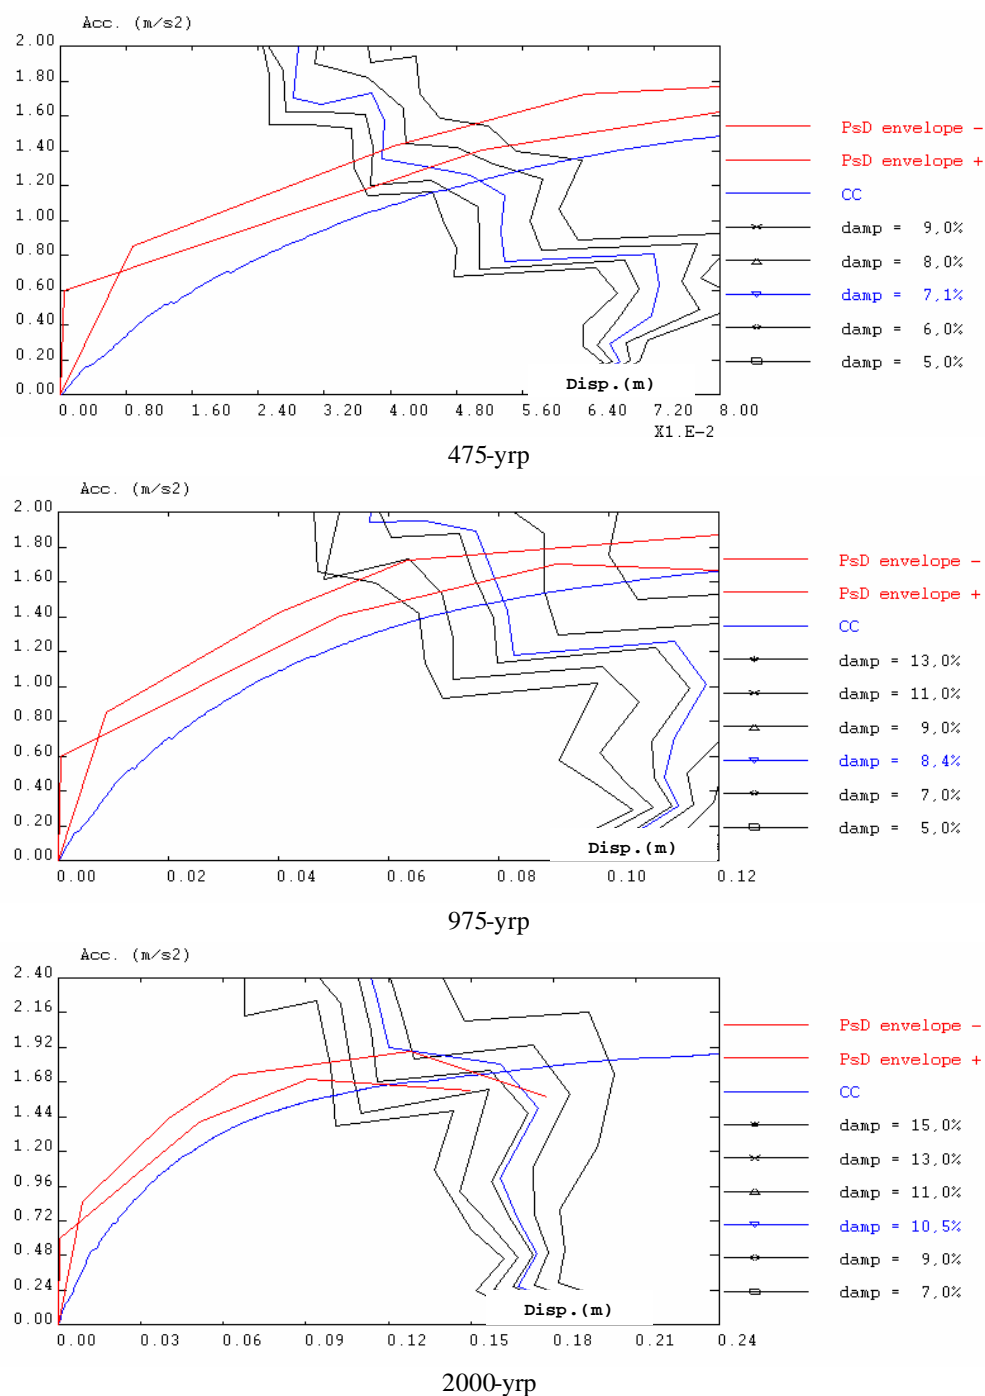 Acc. (m/s2)
2.00
1.80
1.60
1.40
1.20
1.00
0.80
0.60
0.40
0.20
0.00
0.00 0.80 1.60 2.40 3.20 4.00 4.80 5.60 6.40 7.20 8.00
X1.E-2
Disp.(m)
PsD envelope -
PsD envelope +
CC
damp = 9,0%
damp = 8,0%
damp = 7,1%
damp = 6,0%
damp = 5,0%
475-yrp
Acc. (m/s2)
2.00
1.80
1.60
1.40
1.20
1.00
0.80
0.60
0.40
0.20
0.00
0.00 0.02 0.04 0.06 0.08 0.10 0.12
Disp.(m)
PsD envelope -
PsD envelope +
CC
damp = 13,0%
damp = 11,0%
damp = 9,0%
damp = 8,4%
damp = 7,0%
damp = 5,0%
975-yrp
Acc. (m/s2)
2.40
2.16
1.92
1.68
1.44
1.20
0.96
0.72
0.48
0.24
0.00
0.00 0.03 0.06 0.09 0.12 0.15 0.18 0.21 0.24
Disp.(m)
PsD envelope -
PsD envelope +
CC
damp = 15,0%
damp = 13,0%
damp = 11,0%
damp = 10,5%
damp = 9,0%
damp = 7,0%
2000-yrp